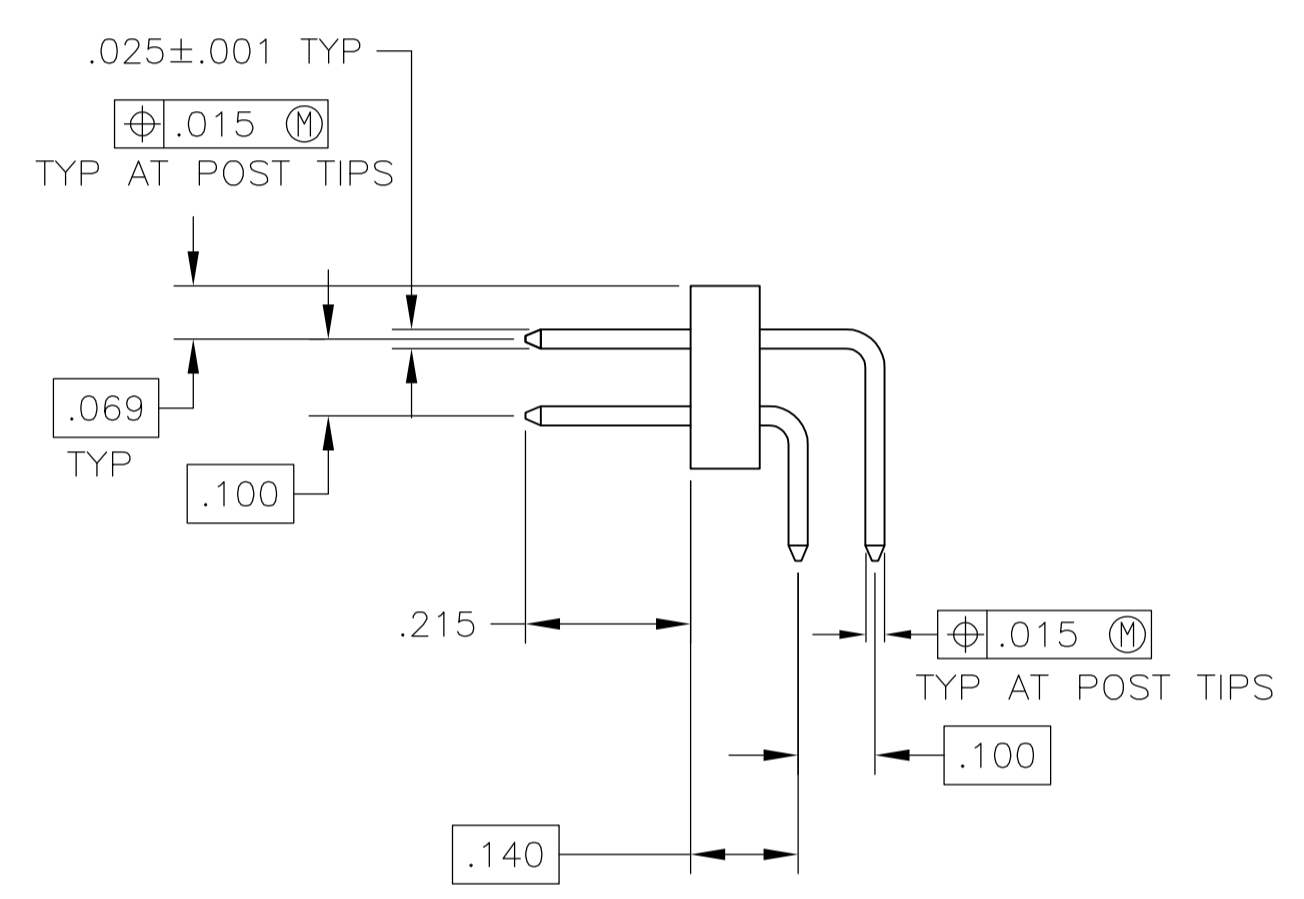 .025±.001 TYP
⌖ .015 Ⓜ
TYP AT POST TIPS
.069
TYP
.100
.215
⌖ .015 Ⓜ
TYP AT POST TIPS
.100
.140